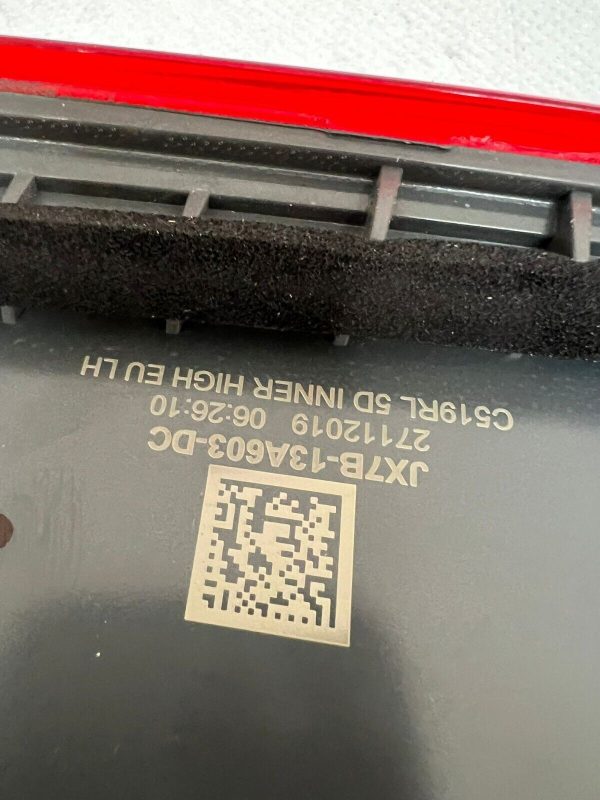 JX7B-13A603-DC
27112019 06:26:10
C519RL 5D INNER HIGH EU LH